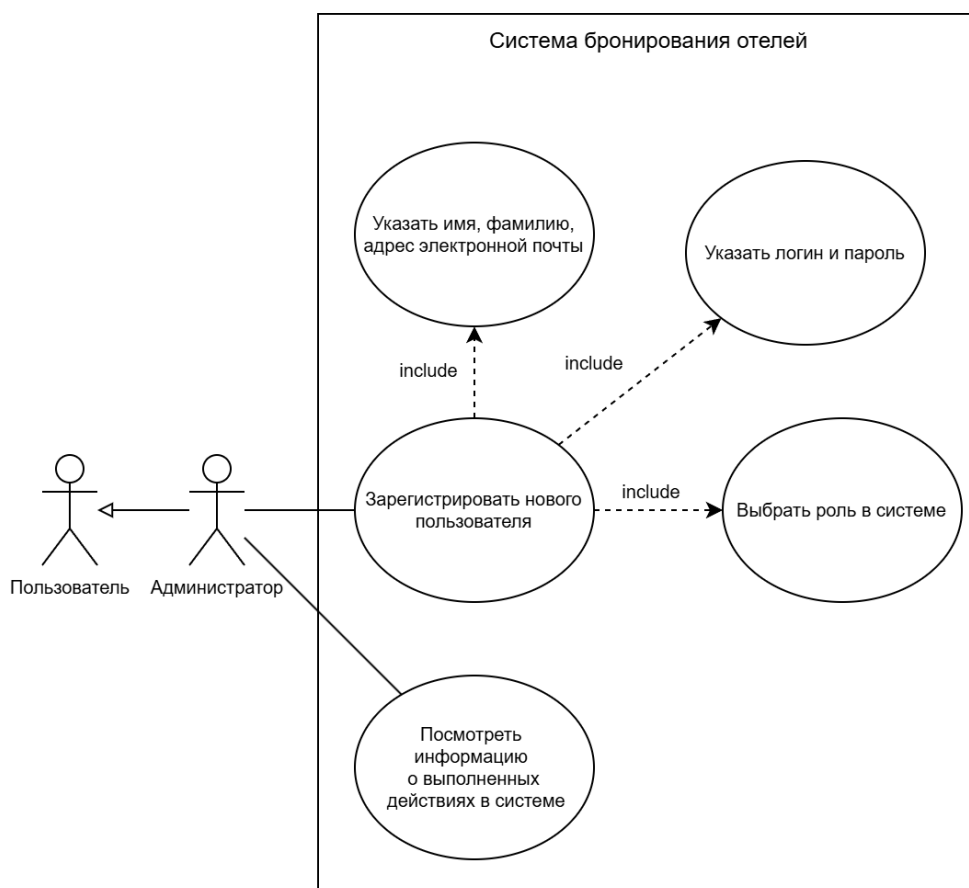 Система бронирования отелей
Указать имя, фамилию,
адрес электронной почты
Указать логин и пароль
include
include
Зарегистрировать нового
пользователя
include
Выбрать роль в системе
Пользователь
Администратор
Посмотреть
информацию
о выполненных
действиях в системе